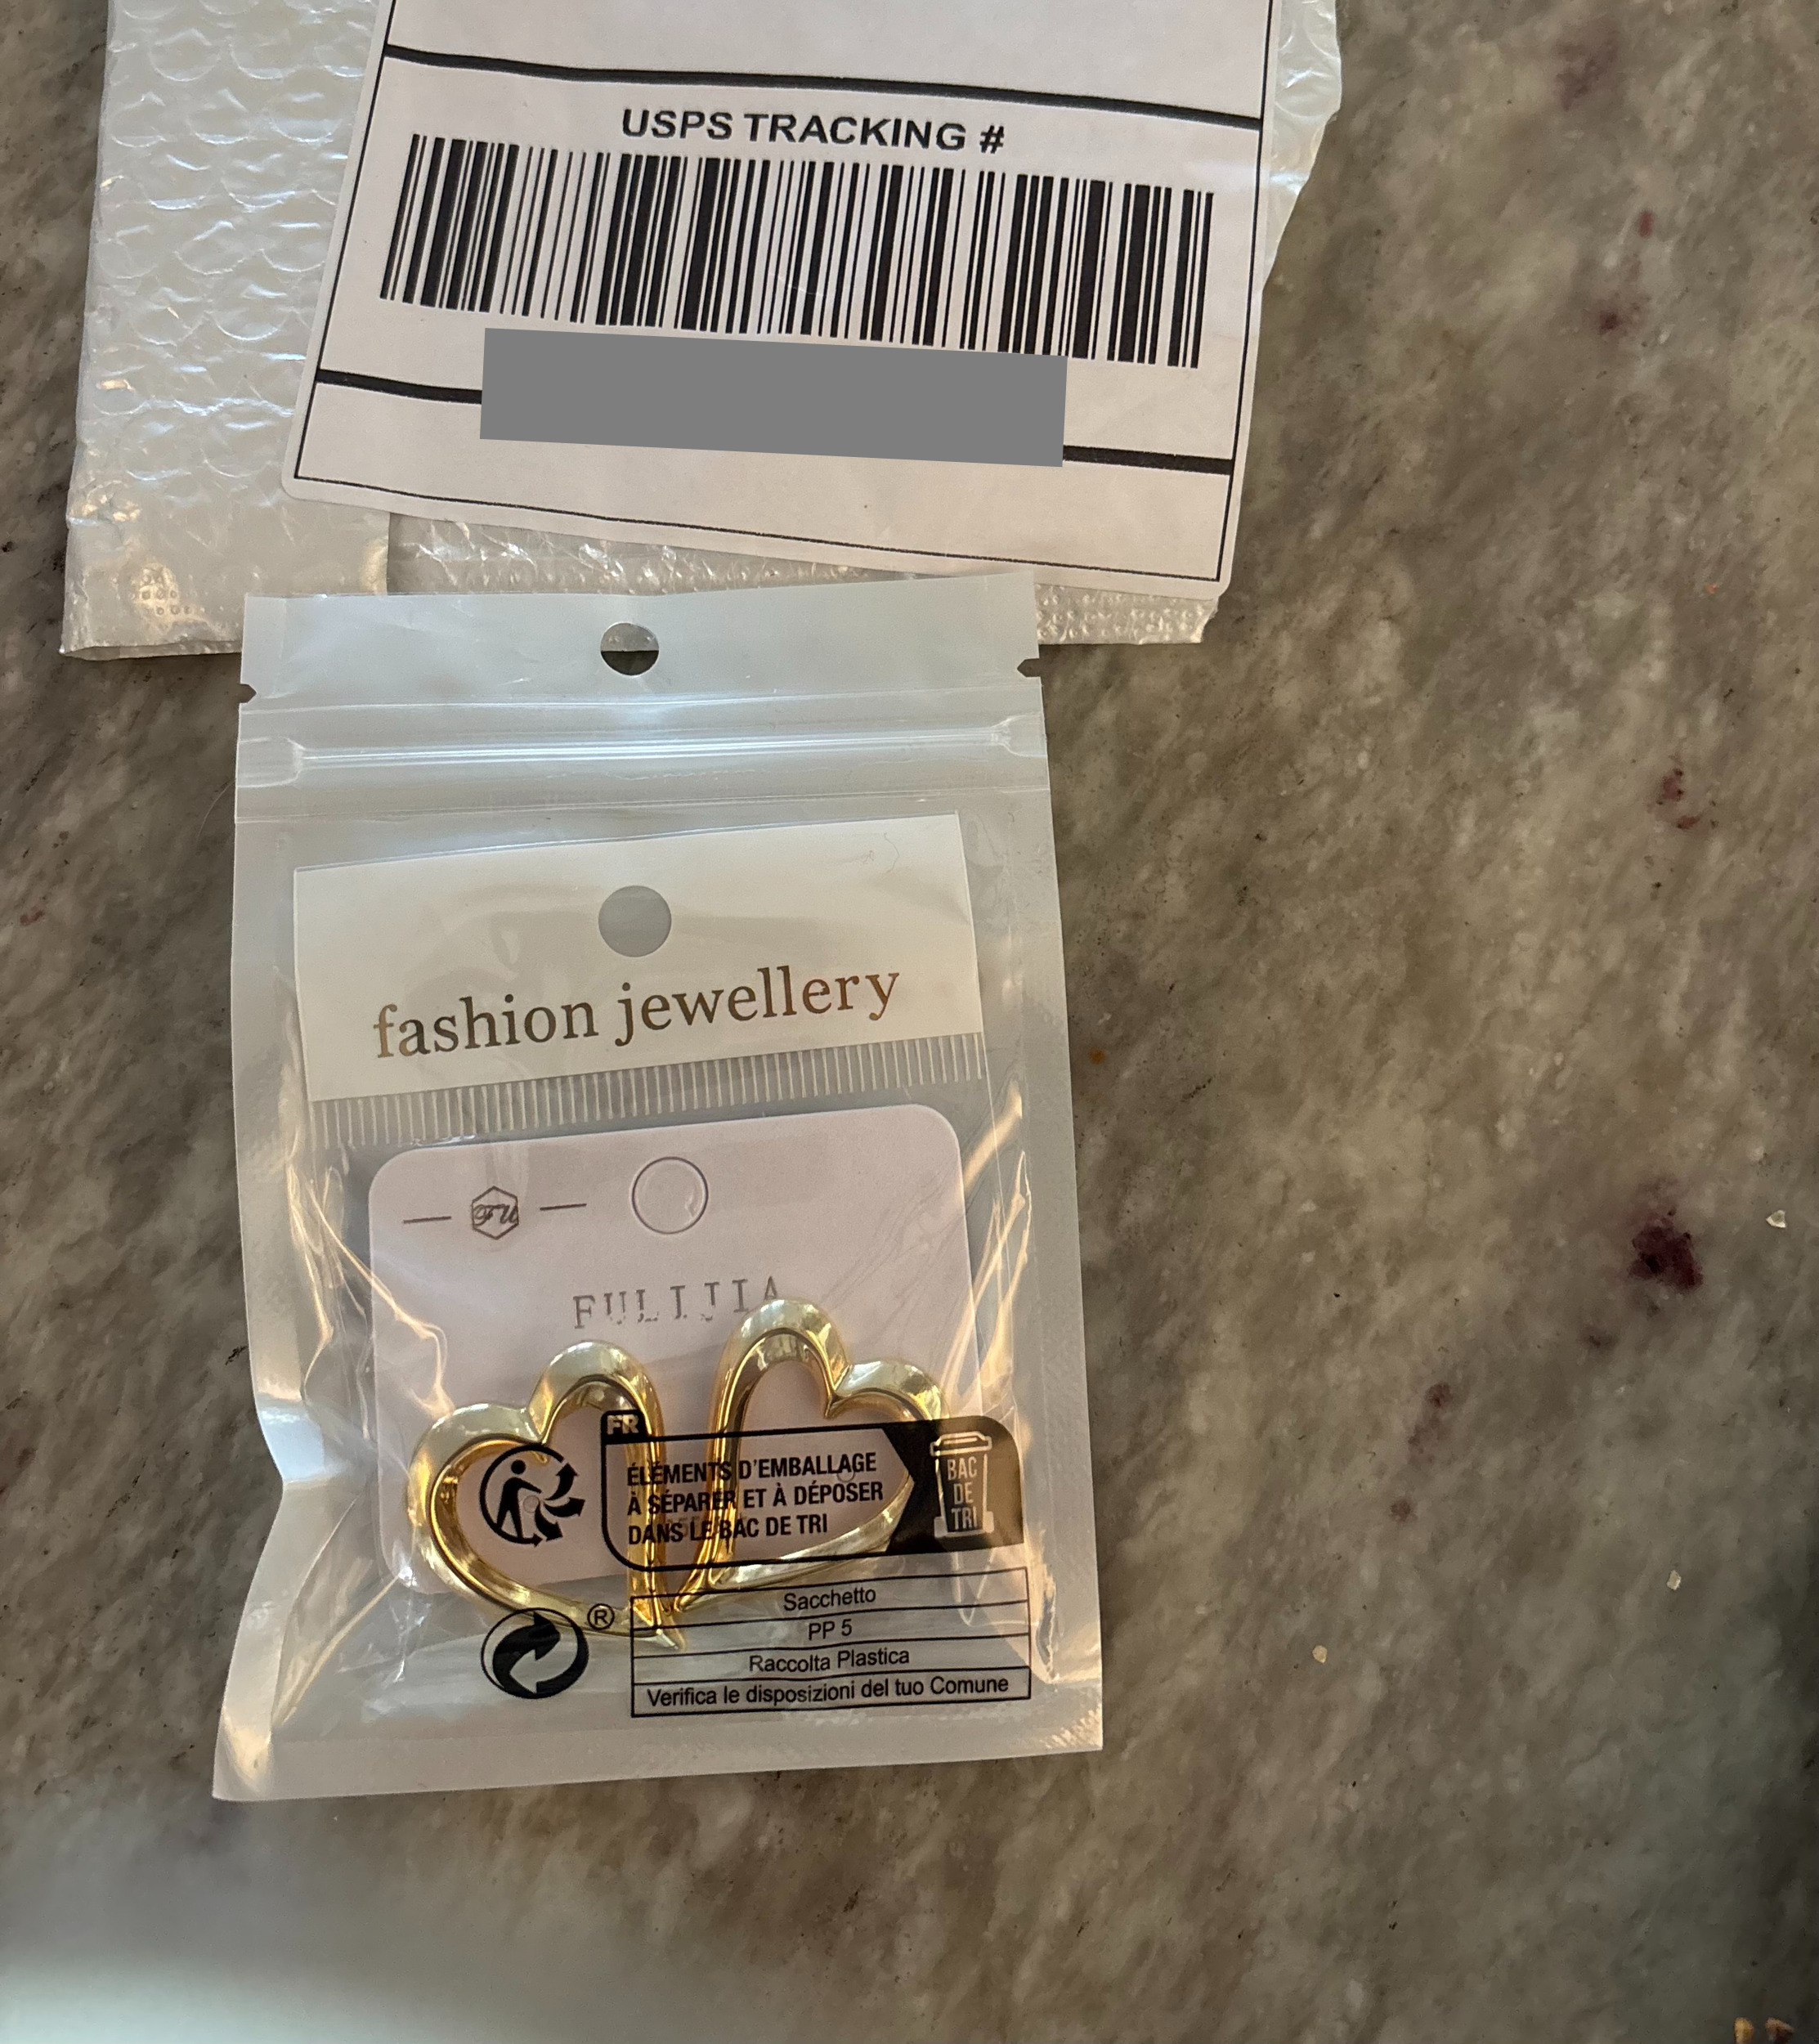 USPS TRACKING #
fashion jewellery
FU
FULIJIA
FR
ÉLÉMENTS D'EMBALLAGE
À SÉPARER ET À DÉPOSER
DANS LE BAC DE TRI
BAC
DE
TRI
®
Sacchetto
PP 5
Raccolta Plastica
Verifica le disposizioni del tuo Comune